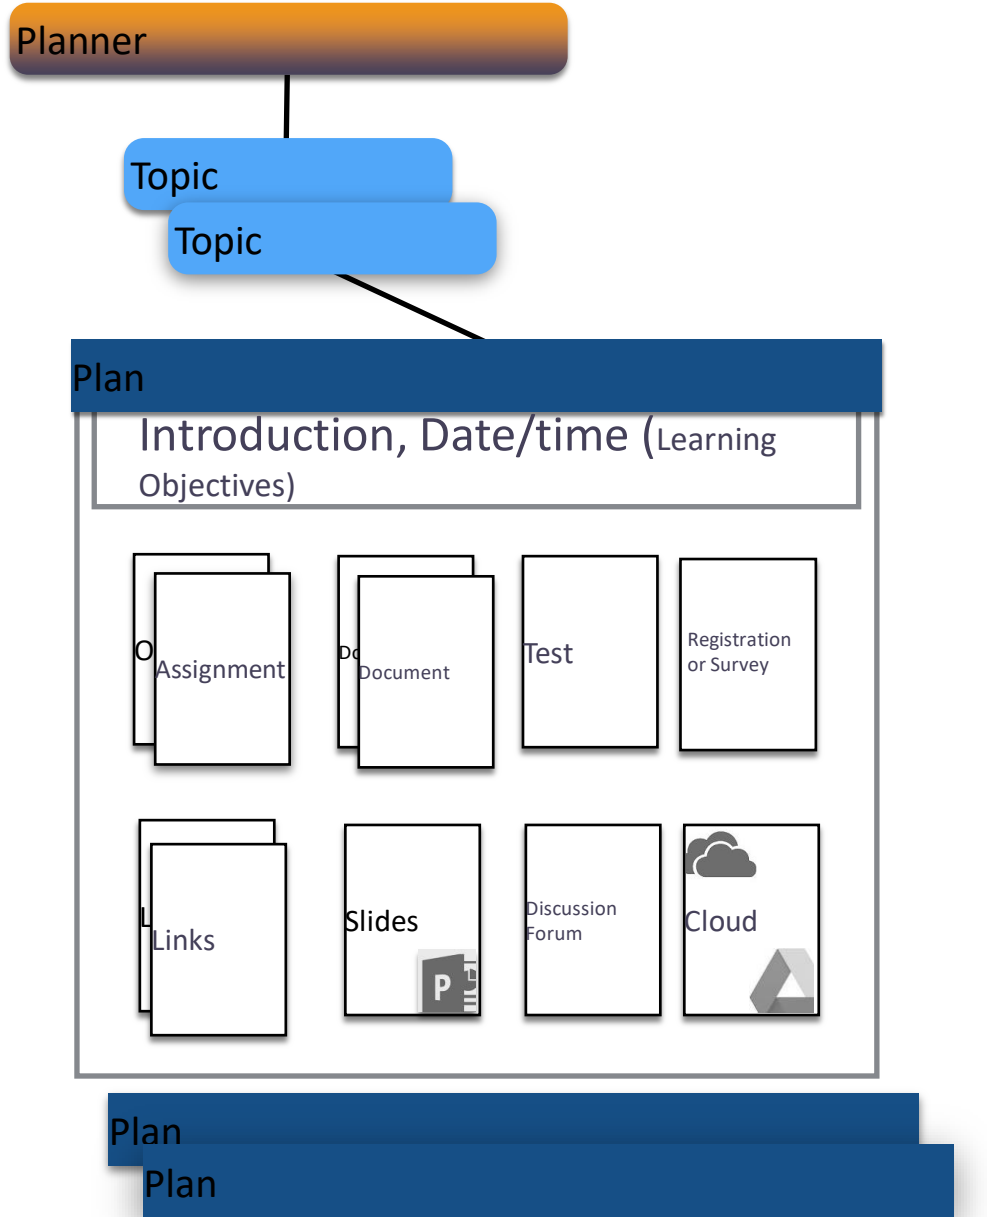 Planner
Topic
Topic
Plan
Introduction, Date/time (Learning
Objectives)
Assignment
Document
Test
Registration
or Survey
Links
Slides
P
Discussion
Forum
Cloud
Plan
Plan